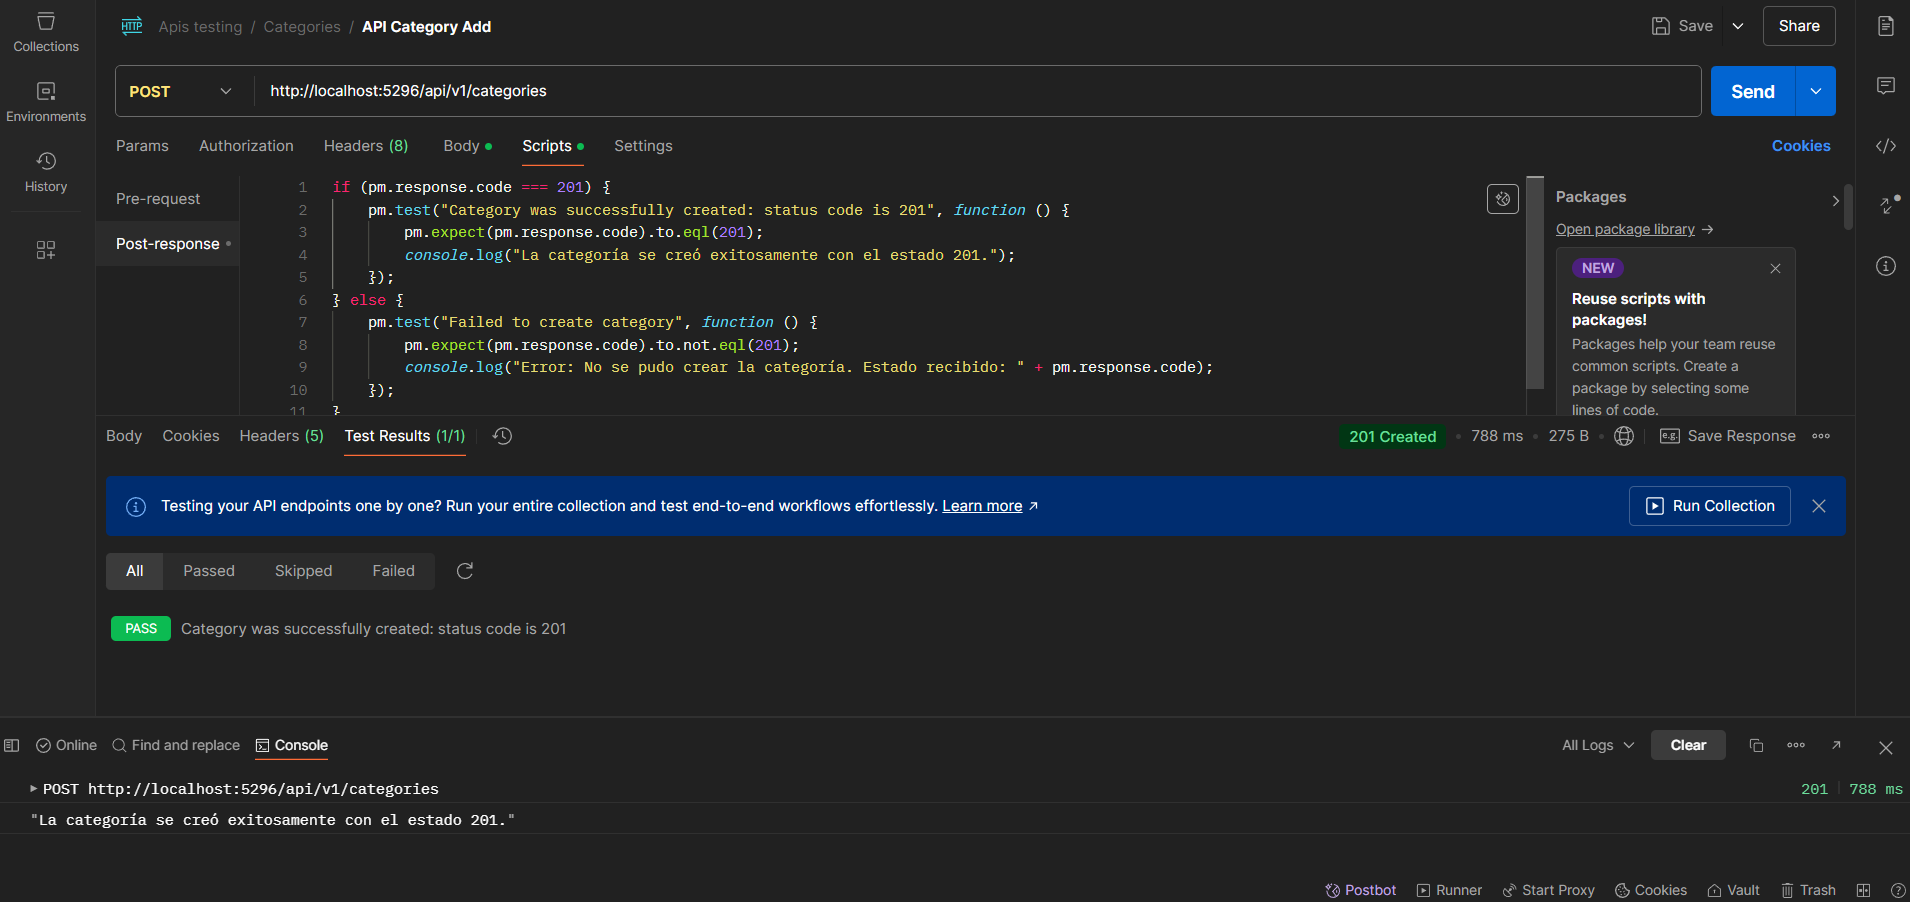 Collections
Environments
History
HTTP Apis testing / Categories / API Category Add
Save
Share
POST http://localhost:5296/api/v1/categories
Send
Params Authorization Headers (8) Body Scripts Settings
Cookies
Pre-request
Post-response
1 if (pm.response.code === 201) {
2 pm.test("Category was successfully created: status code is 201", function () {
3 pm.expect(pm.response.code).to.eql(201);
4 console.log("La categoría se creó exitosamente con el estado 201.");
5 });
6 } else {
7 pm.test("Failed to create category", function () {
8 pm.expect(pm.response.code).to.not.eql(201);
9 console.log("Error: No se pudo crear la categoría. Estado recibido: " + pm.response.code);
10 });
11 }
Packages
Open package library →
NEW
Reuse scripts with
packages!
Packages help your team reuse
common scripts. Create a
package by selecting some
lines of code.
Body Cookies Headers (5) Test Results (1/1)
201 Created • 788 ms • 275 B •
e.g. Save Response
Testing your API endpoints one by one? Run your entire collection and test end-to-end workflows effortlessly. Learn more ↗
Run Collection
All Passed Skipped Failed
PASS Category was successfully created: status code is 201
Online Find and replace Console
All Logs Clear
POST http://localhost:5296/api/v1/categories
201 788 ms
"La categoría se creó exitosamente con el estado 201."
Postbot Runner Start Proxy Cookies Vault Trash